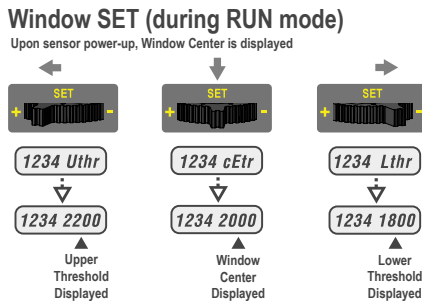 Window SET (during RUN mode)
Upon sensor power-up, Window Center is displayed
SET SET SET
+ - + - + -
1234 Uthr 1234 cEtr 1234 Lthr
1234 2200 1234 2000 1234 1800
Upper Window Lower
Threshold Center Threshold
Displayed Displayed Displayed